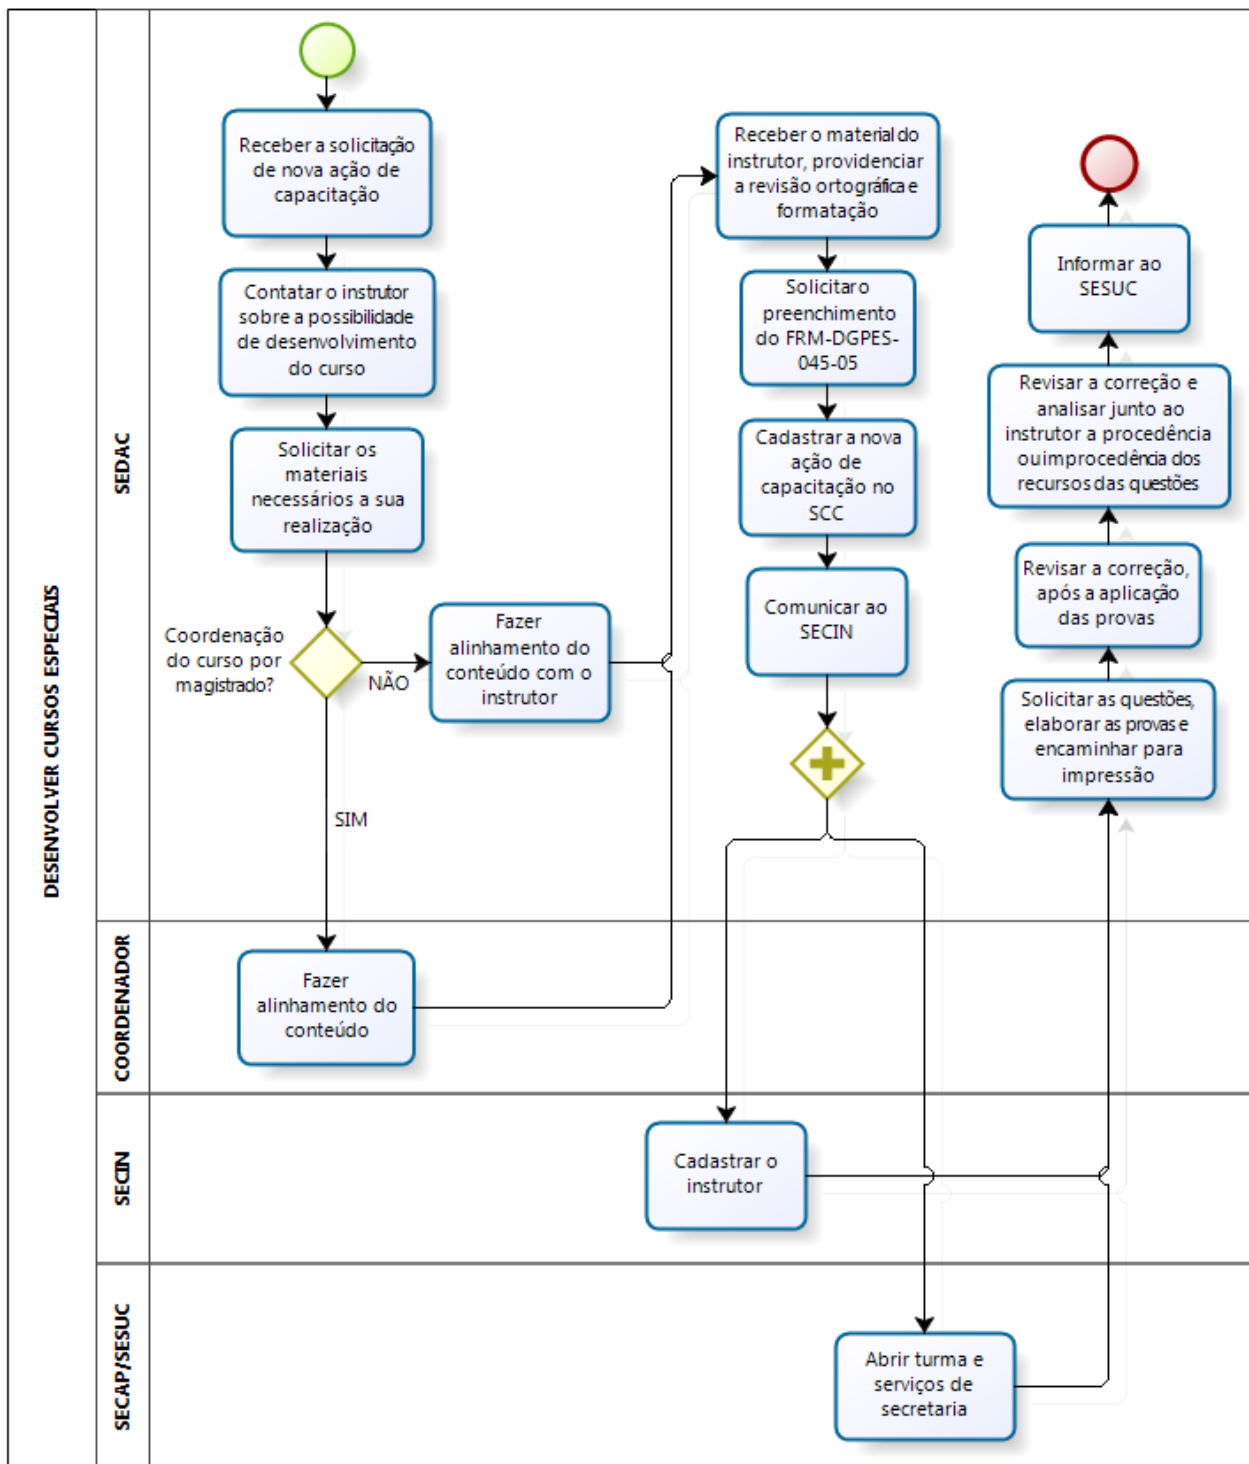 DESENVOLVER CURSOS ESPECIAIS
SEDAC
Receber a solicitação
de nova ação de
capacitação
Contatar o instrutor
sobre a possibilidade
de desenvolvimento
do curso
Solicitar os
materiais
necessários a sua
realização
Coordenação
do curso por
magistrado?
NÃO
SIM
Fazer
alinhamento do
conteúdo com o
instrutor
Receber o material do
instrutor, providenciar
a revisão ortográfica e
formatação
Solicitar o
preenchimento
do FRM-DGPES-
045-05
Cadastrar a nova
ação de
capacitação no
SCC
Comunicar ao
SECIN
Informar ao
SESUC
Revisar a correção e
analisar junto ao
instrutor a procedência
ou improcedência dos
recursos das questões
Revisar a correção,
após a aplicação
das provas
Solicitar as questões,
elaborar as provas e
encaminhar para
impressão
COORDENADOR
Fazer
alinhamento do
conteúdo
SECIN
Cadastrar o
instrutor
SECAP/SESUC
Abrir turma e
serviços de
secretaria